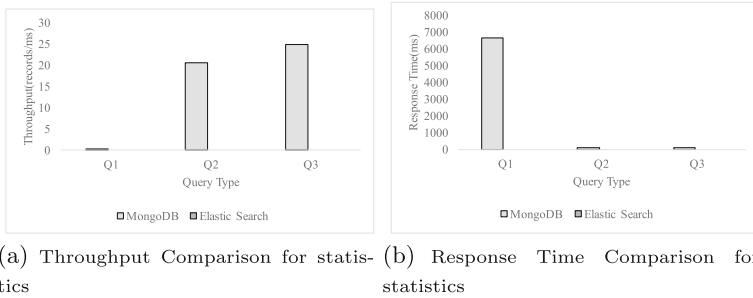 30
25
20
15
10
5
0
Throughput(records/ms)
Q1 Q2 Q3
Query Type
MongoDB Elastic Search
(a) Throughput Comparison for statis-
tics
8000
7000
6000
5000
4000
3000
2000
1000
0
Response Time(ms)
Q1 Q2 Q3
Query Type
MongoDB Elastic Search
(b) Response Time Comparison for
statistics